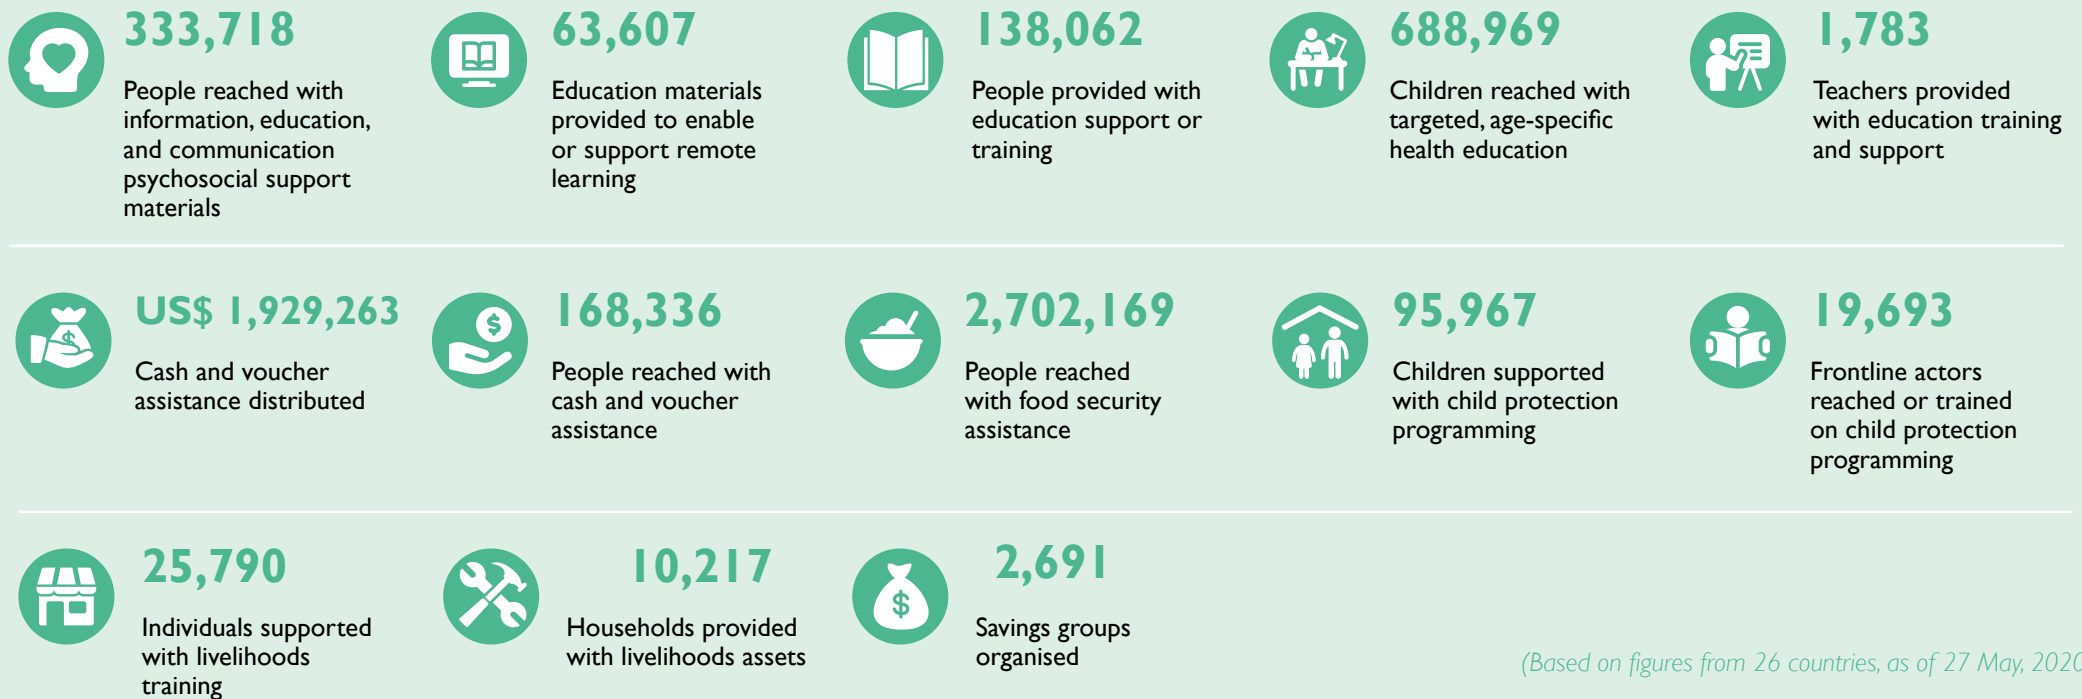 333,718
People reached with
information, education,
and communication
psychosocial support
materials
63,607
Education materials
provided to enable
or support remote
learning
138,062
People provided with
education support or
training
688,969
Children reached with
targeted, age-specific
health education
1,783
Teachers provided
with education training
and support
US$ 1,929,263
Cash and voucher
assistance distributed
168,336
People reached with
cash and voucher
assistance
2,702,169
People reached
with food security
assistance
95,967
Children supported
with child protection
programming
19,693
Frontline actors
reached or trained
on child protection
programming
25,790
Individuals supported
with livelihoods
training
10,217
Households provided
with livelihoods assets
2,691
Savings groups
organised
(Based on figures from 26 countries, as of 27 May, 2020